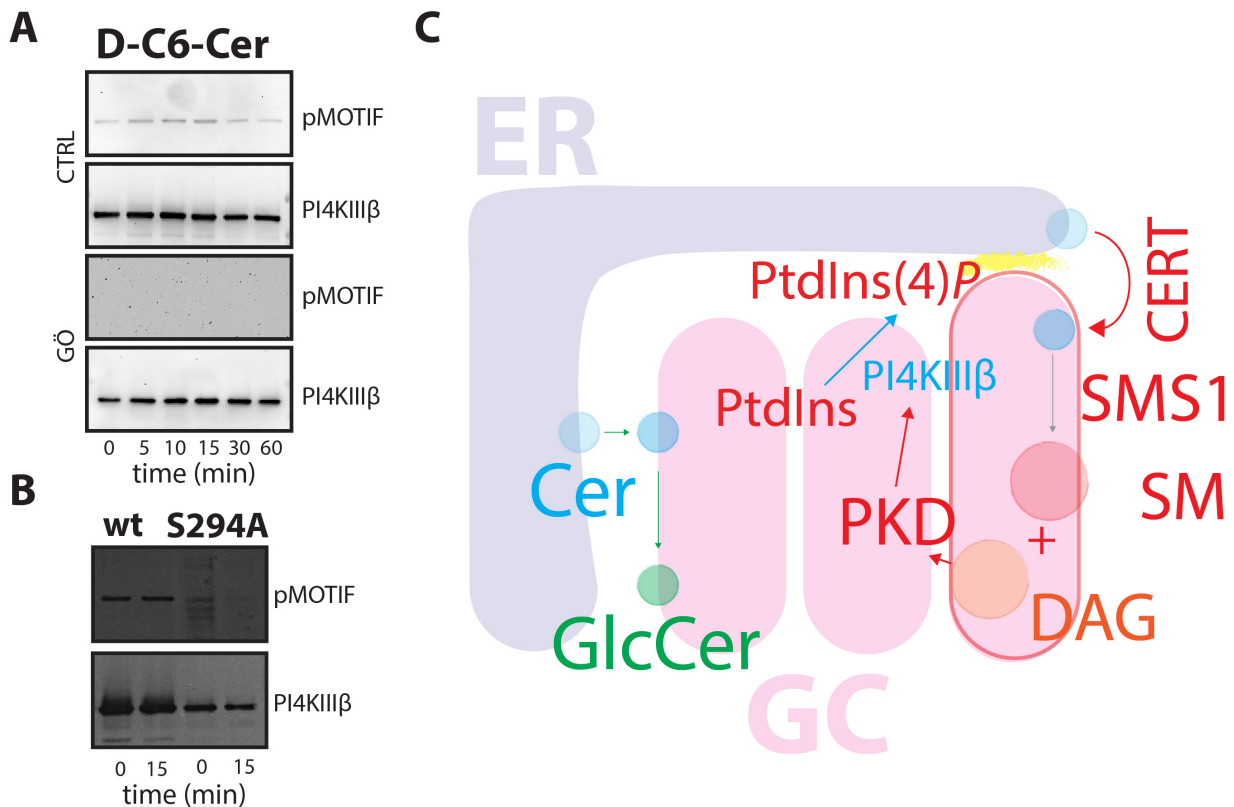 A
D-C6-Cer
CTRL
pMOTIF
PI4KIIIβ
GÖ
pMOTIF
PI4KIIIβ
0 5 10 15 30 60
time (min)
B
wt S294A
pMOTIF
PI4KIIIβ
0 15 0 15
time (min)
C
ER
PtdIns(4)P
CERT
PI4KIIIβ
PtdIns
SMS1
Cer
SM
PKD
+
DAG
GlcCer
GC